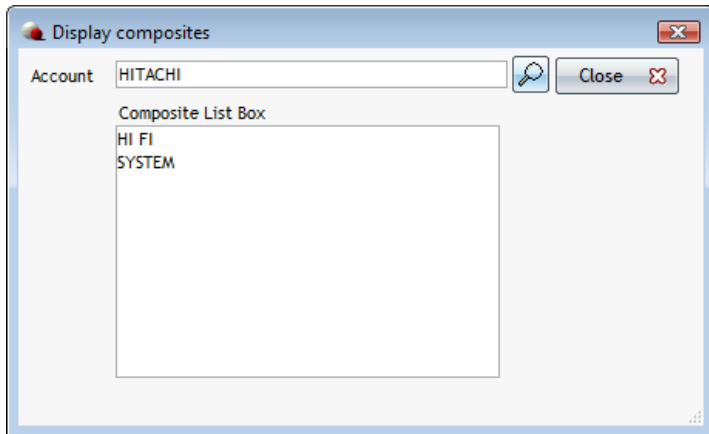 Display composites
Account HITACHI Close
Composite List Box
HI FI
SYSTEM